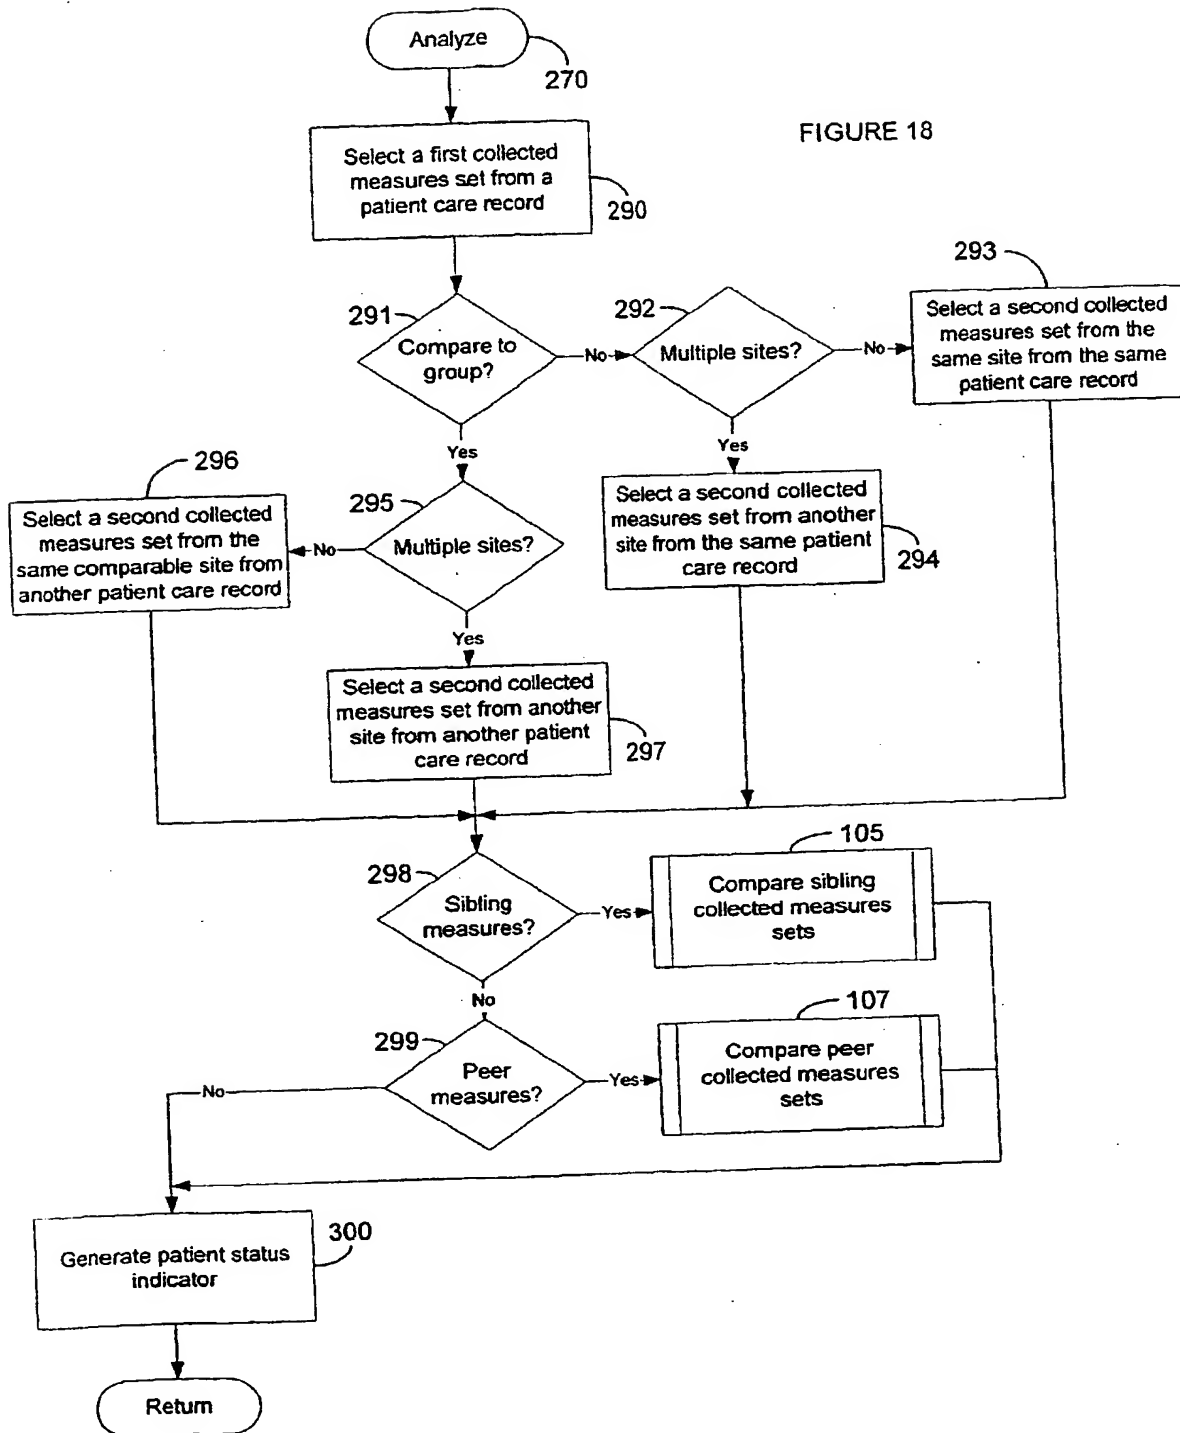 Analyze
270
FIGURE 18
Select a first collected
measures set from a
patient care record
290
293
291
Compare to
group?
No
292
Multiple sites?
No
Select a second collected
measures set from the
same site from the same
patient care record
Yes
Yes
296
Select a second collected
measures set from the
same comparable site from
another patient care record
No
295
Multiple sites?
Select a second collected
measures set from another
site from the same patient
care record
294
Yes
Select a second collected
measures set from another
site from another patient
care record
297
298
Sibling
measures?
Yes
105
Compare sibling
collected measures
sets
No
299
Peer
measures?
No
Yes
107
Compare peer
collected measures
sets
Generate patient status
indicator
300
Return